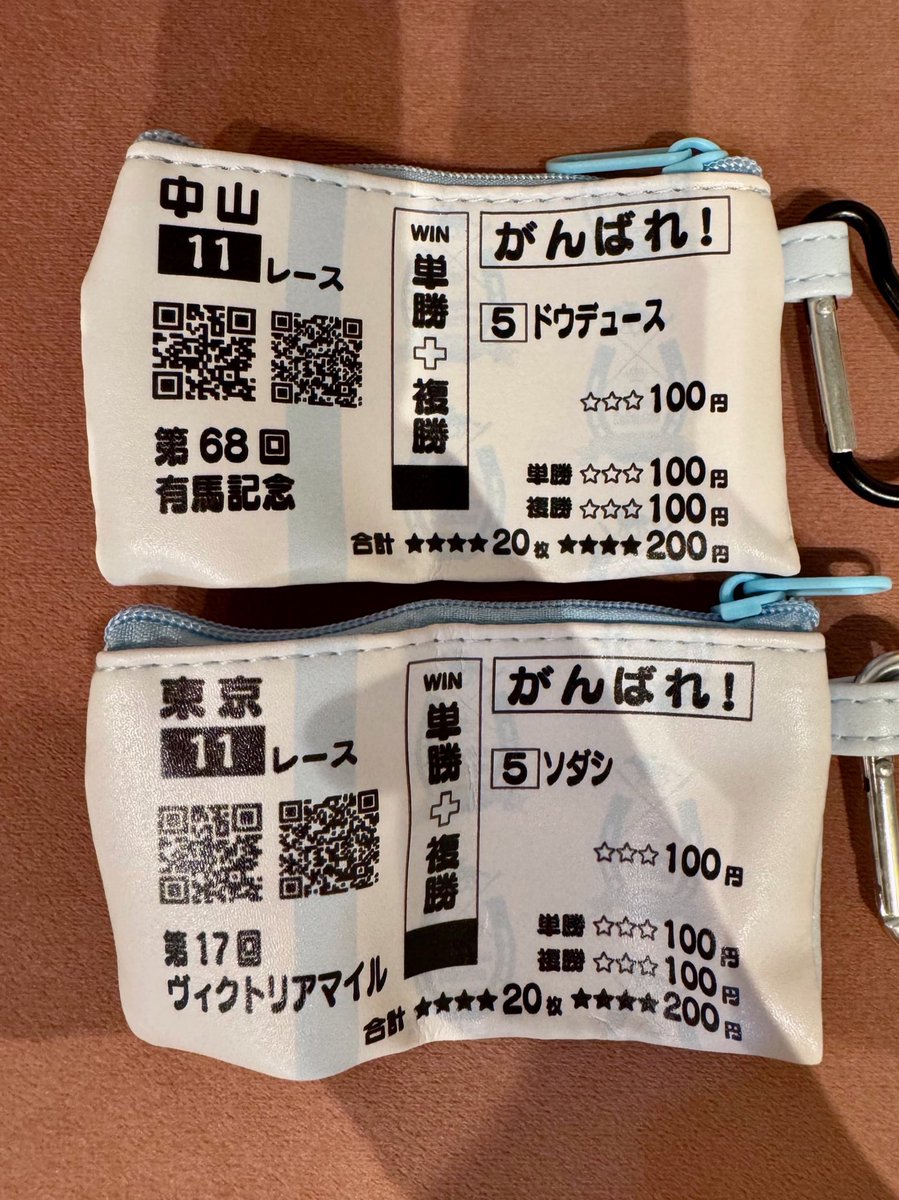 中山
11レース
第68回
有馬記念
WIN
単勝+複勝
がんばれ!
5 ドウデュース
☆☆☆100円
単勝☆☆☆100円
複勝☆☆☆100円
合計★★★★20枚★★★★200円
東京
11レース
第17回
ヴィクトリアマイル
WIN
単勝+複勝
がんばれ!
5 ソダシ
☆☆☆100円
単勝☆☆☆100円
複勝☆☆☆100円
合計★★★★20枚★★★★200円